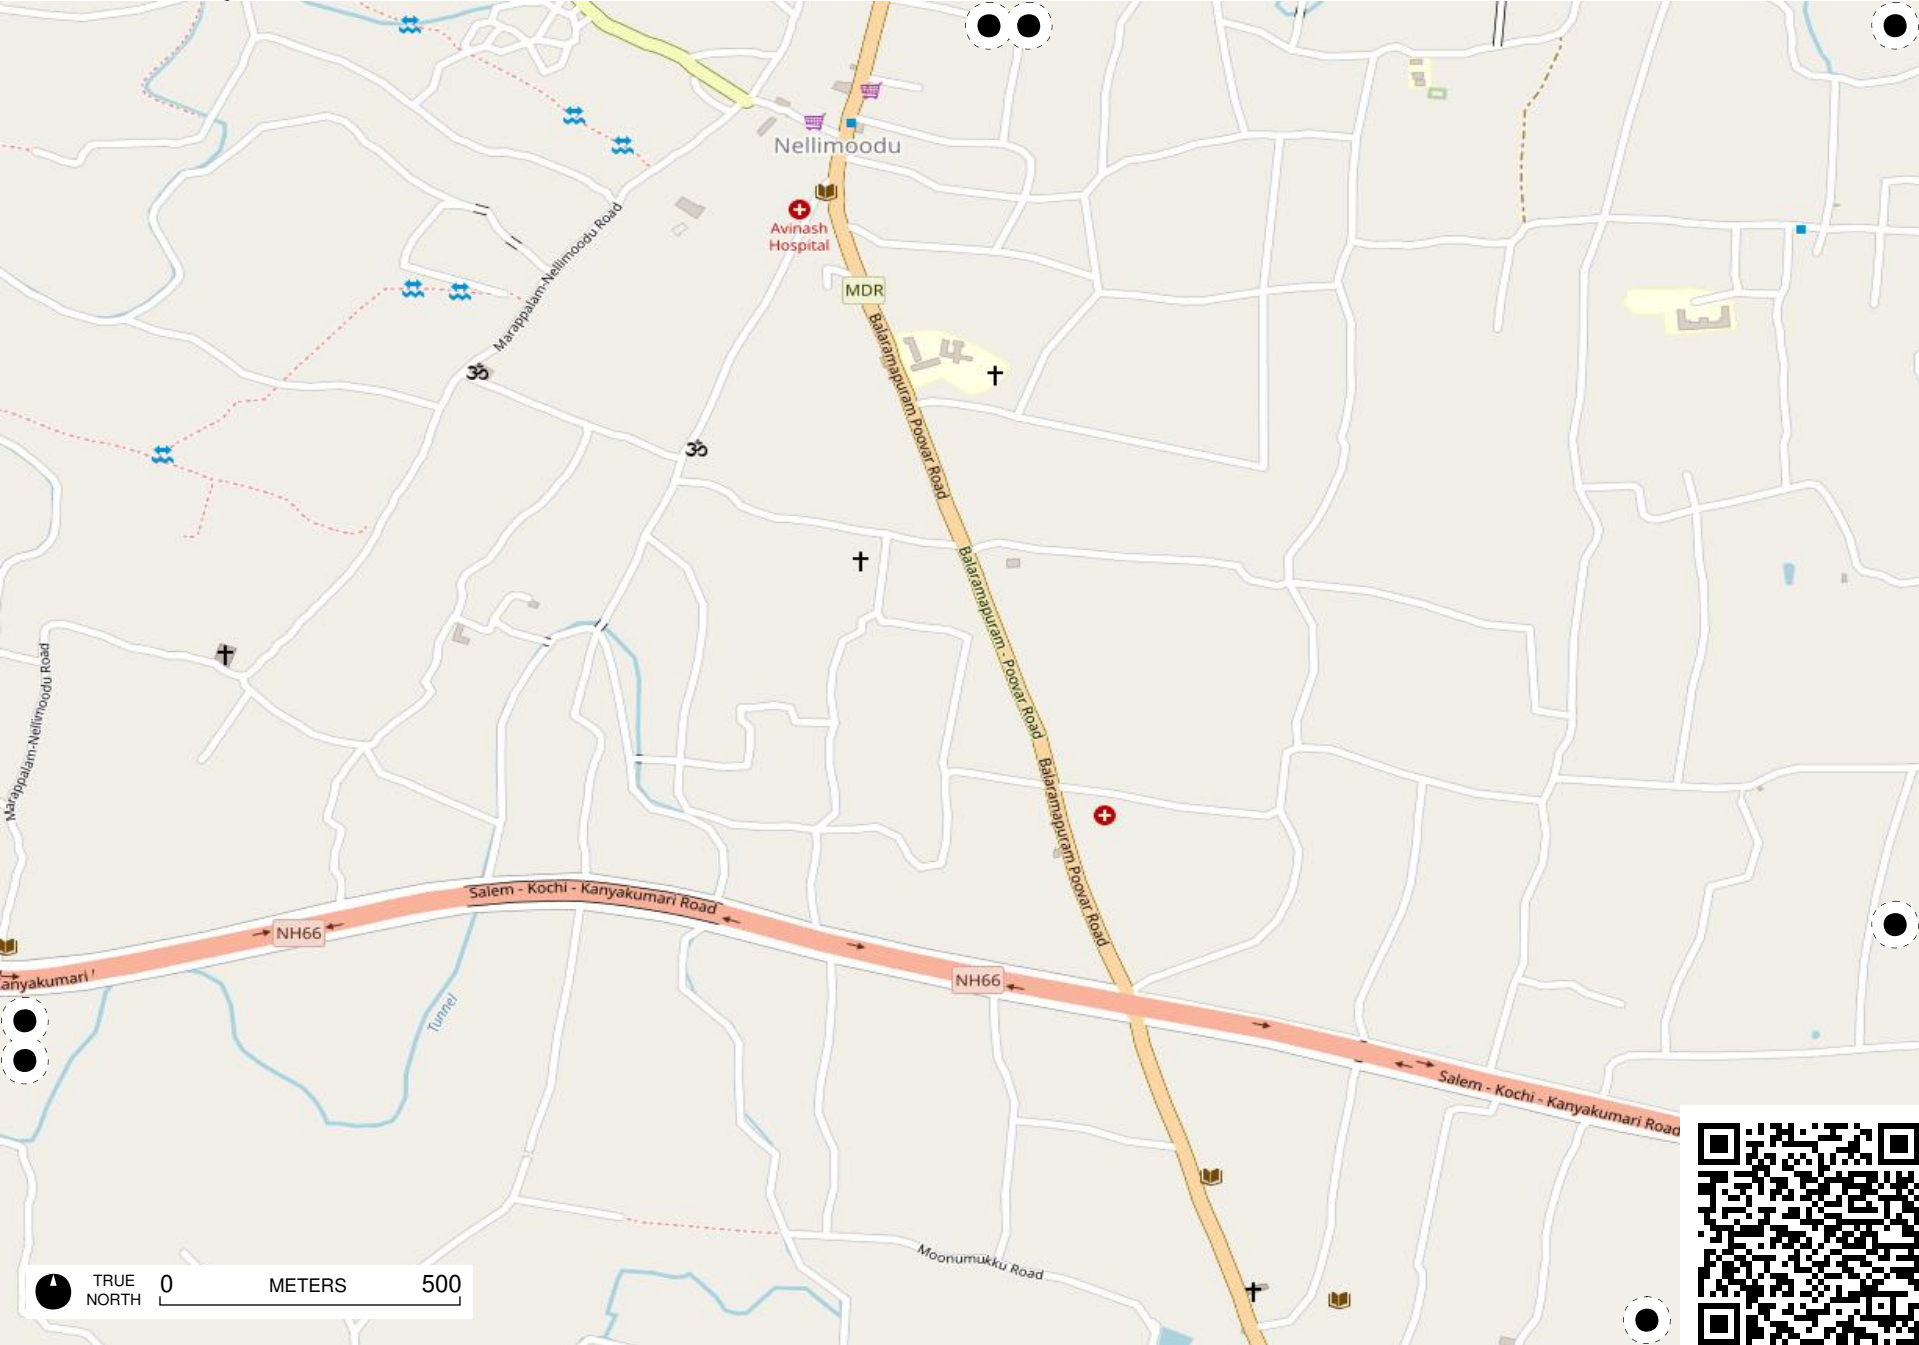 Nellimoodu
Avinash
Hospital
Marappalam-Nellimoodu Road
MDR
Balaramapuram Poovar Road
ॐ
ॐ
Balaramapuram - Poovar Road
Marappalam-Nellimoodu Road
Balaramapuram Poovar Road
Salem - Kochi - Kanyakumari Road
NH66
NH66
Kanyakumari
Tunnel
Salem - Kochi - Kanyakumari Road
Moonumukku Road
TRUE
NORTH
0 METERS 500